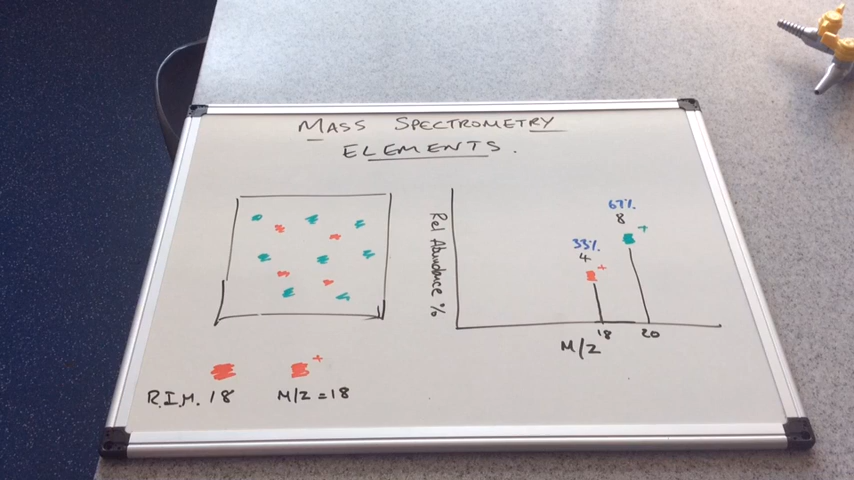 MASS SPECTROMETRY
ELEMENTS.
Rel Abundance %
67%
8
+
33%
4
+
18
20
M/Z
+
R.I.M. 18
M/Z = 18